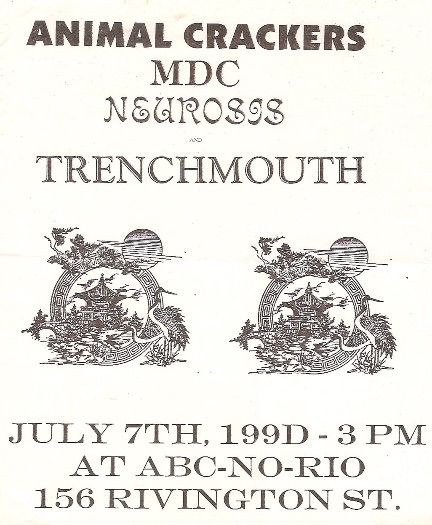 ANIMAL CRACKERS
MDC
NEUROSIS
AND
TRENCHMOUTH
JULY 7TH, 199D - 3 PM
AT ABC-NO-RIO
156 RIVINGTON ST.